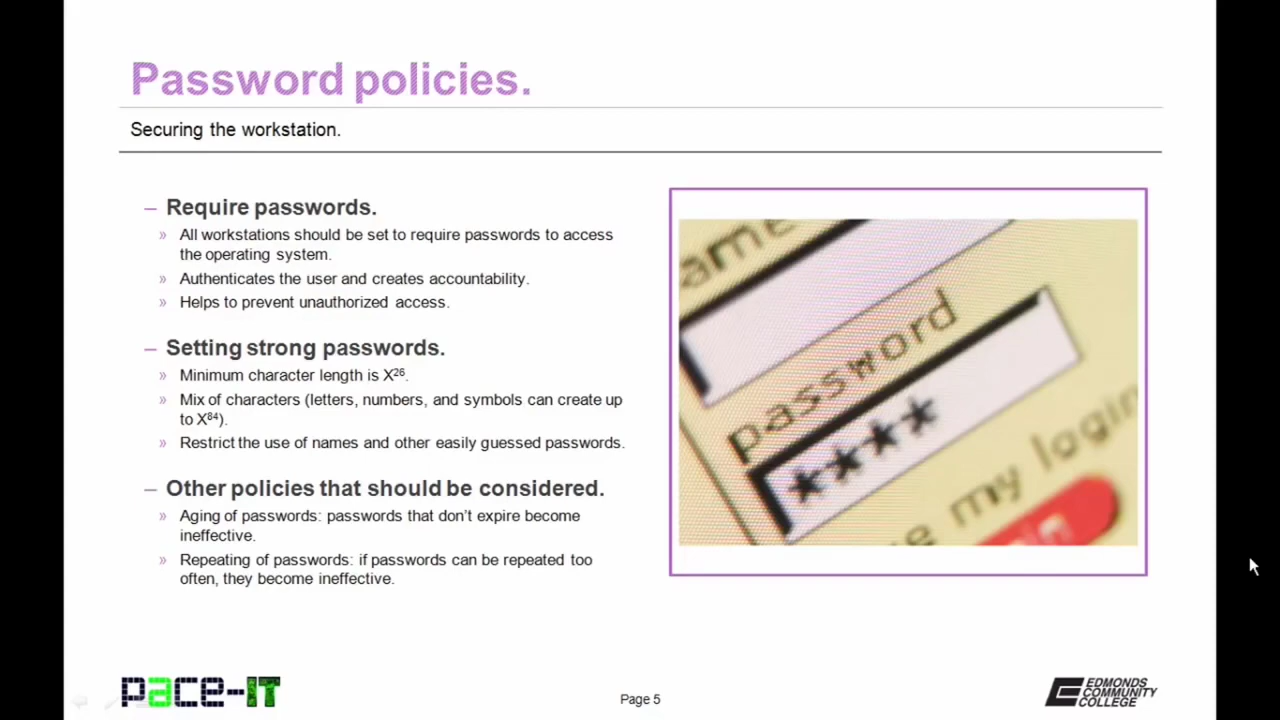 Password policies.
Securing the workstation.
– Require passwords.
» All workstations should be set to require passwords to access
the operating system.
» Authenticates the user and creates accountability.
» Helps to prevent unauthorized access.
– Setting strong passwords.
» Minimum character length is X²⁶.
» Mix of characters (letters, numbers, and symbols can create up
to X⁸⁴).
» Restrict the use of names and other easily guessed passwords.
– Other policies that should be considered.
» Aging of passwords: passwords that don’t expire become
ineffective.
» Repeating of passwords: if passwords can be repeated too
often, they become ineffective.
ame
password
****
my login
pace-IT
Page 5
EDMONDS
COMMUNITY
COLLEGE